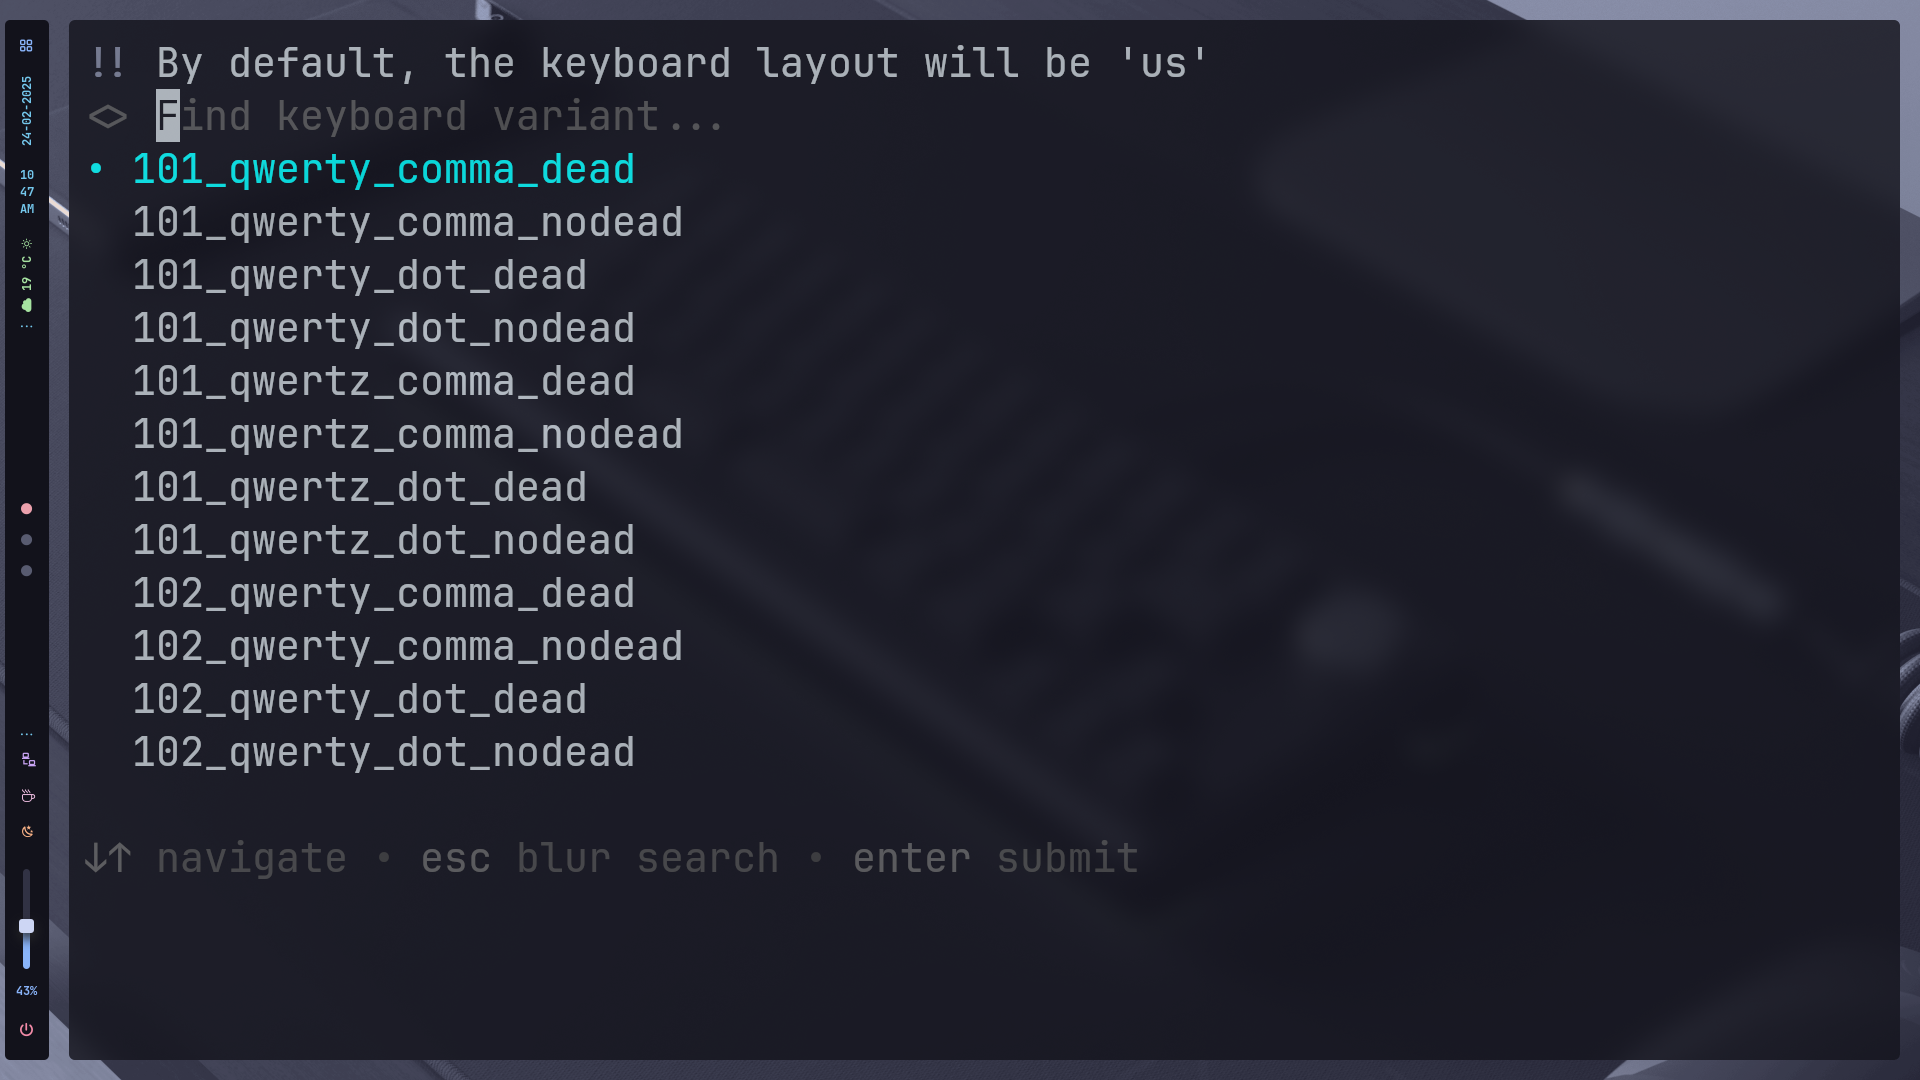 24-02-2025
10
47
AM
19 °C
43%
!! By default, the keyboard layout will be 'us'
<> Find keyboard variant...
• 101_qwerty_comma_dead
101_qwerty_comma_nodead
101_qwerty_dot_dead
101_qwerty_dot_nodead
101_qwertz_comma_dead
101_qwertz_comma_nodead
101_qwertz_dot_dead
101_qwertz_dot_nodead
102_qwerty_comma_dead
102_qwerty_comma_nodead
102_qwerty_dot_dead
102_qwerty_dot_nodead
↓↑ navigate • esc blur search • enter submit